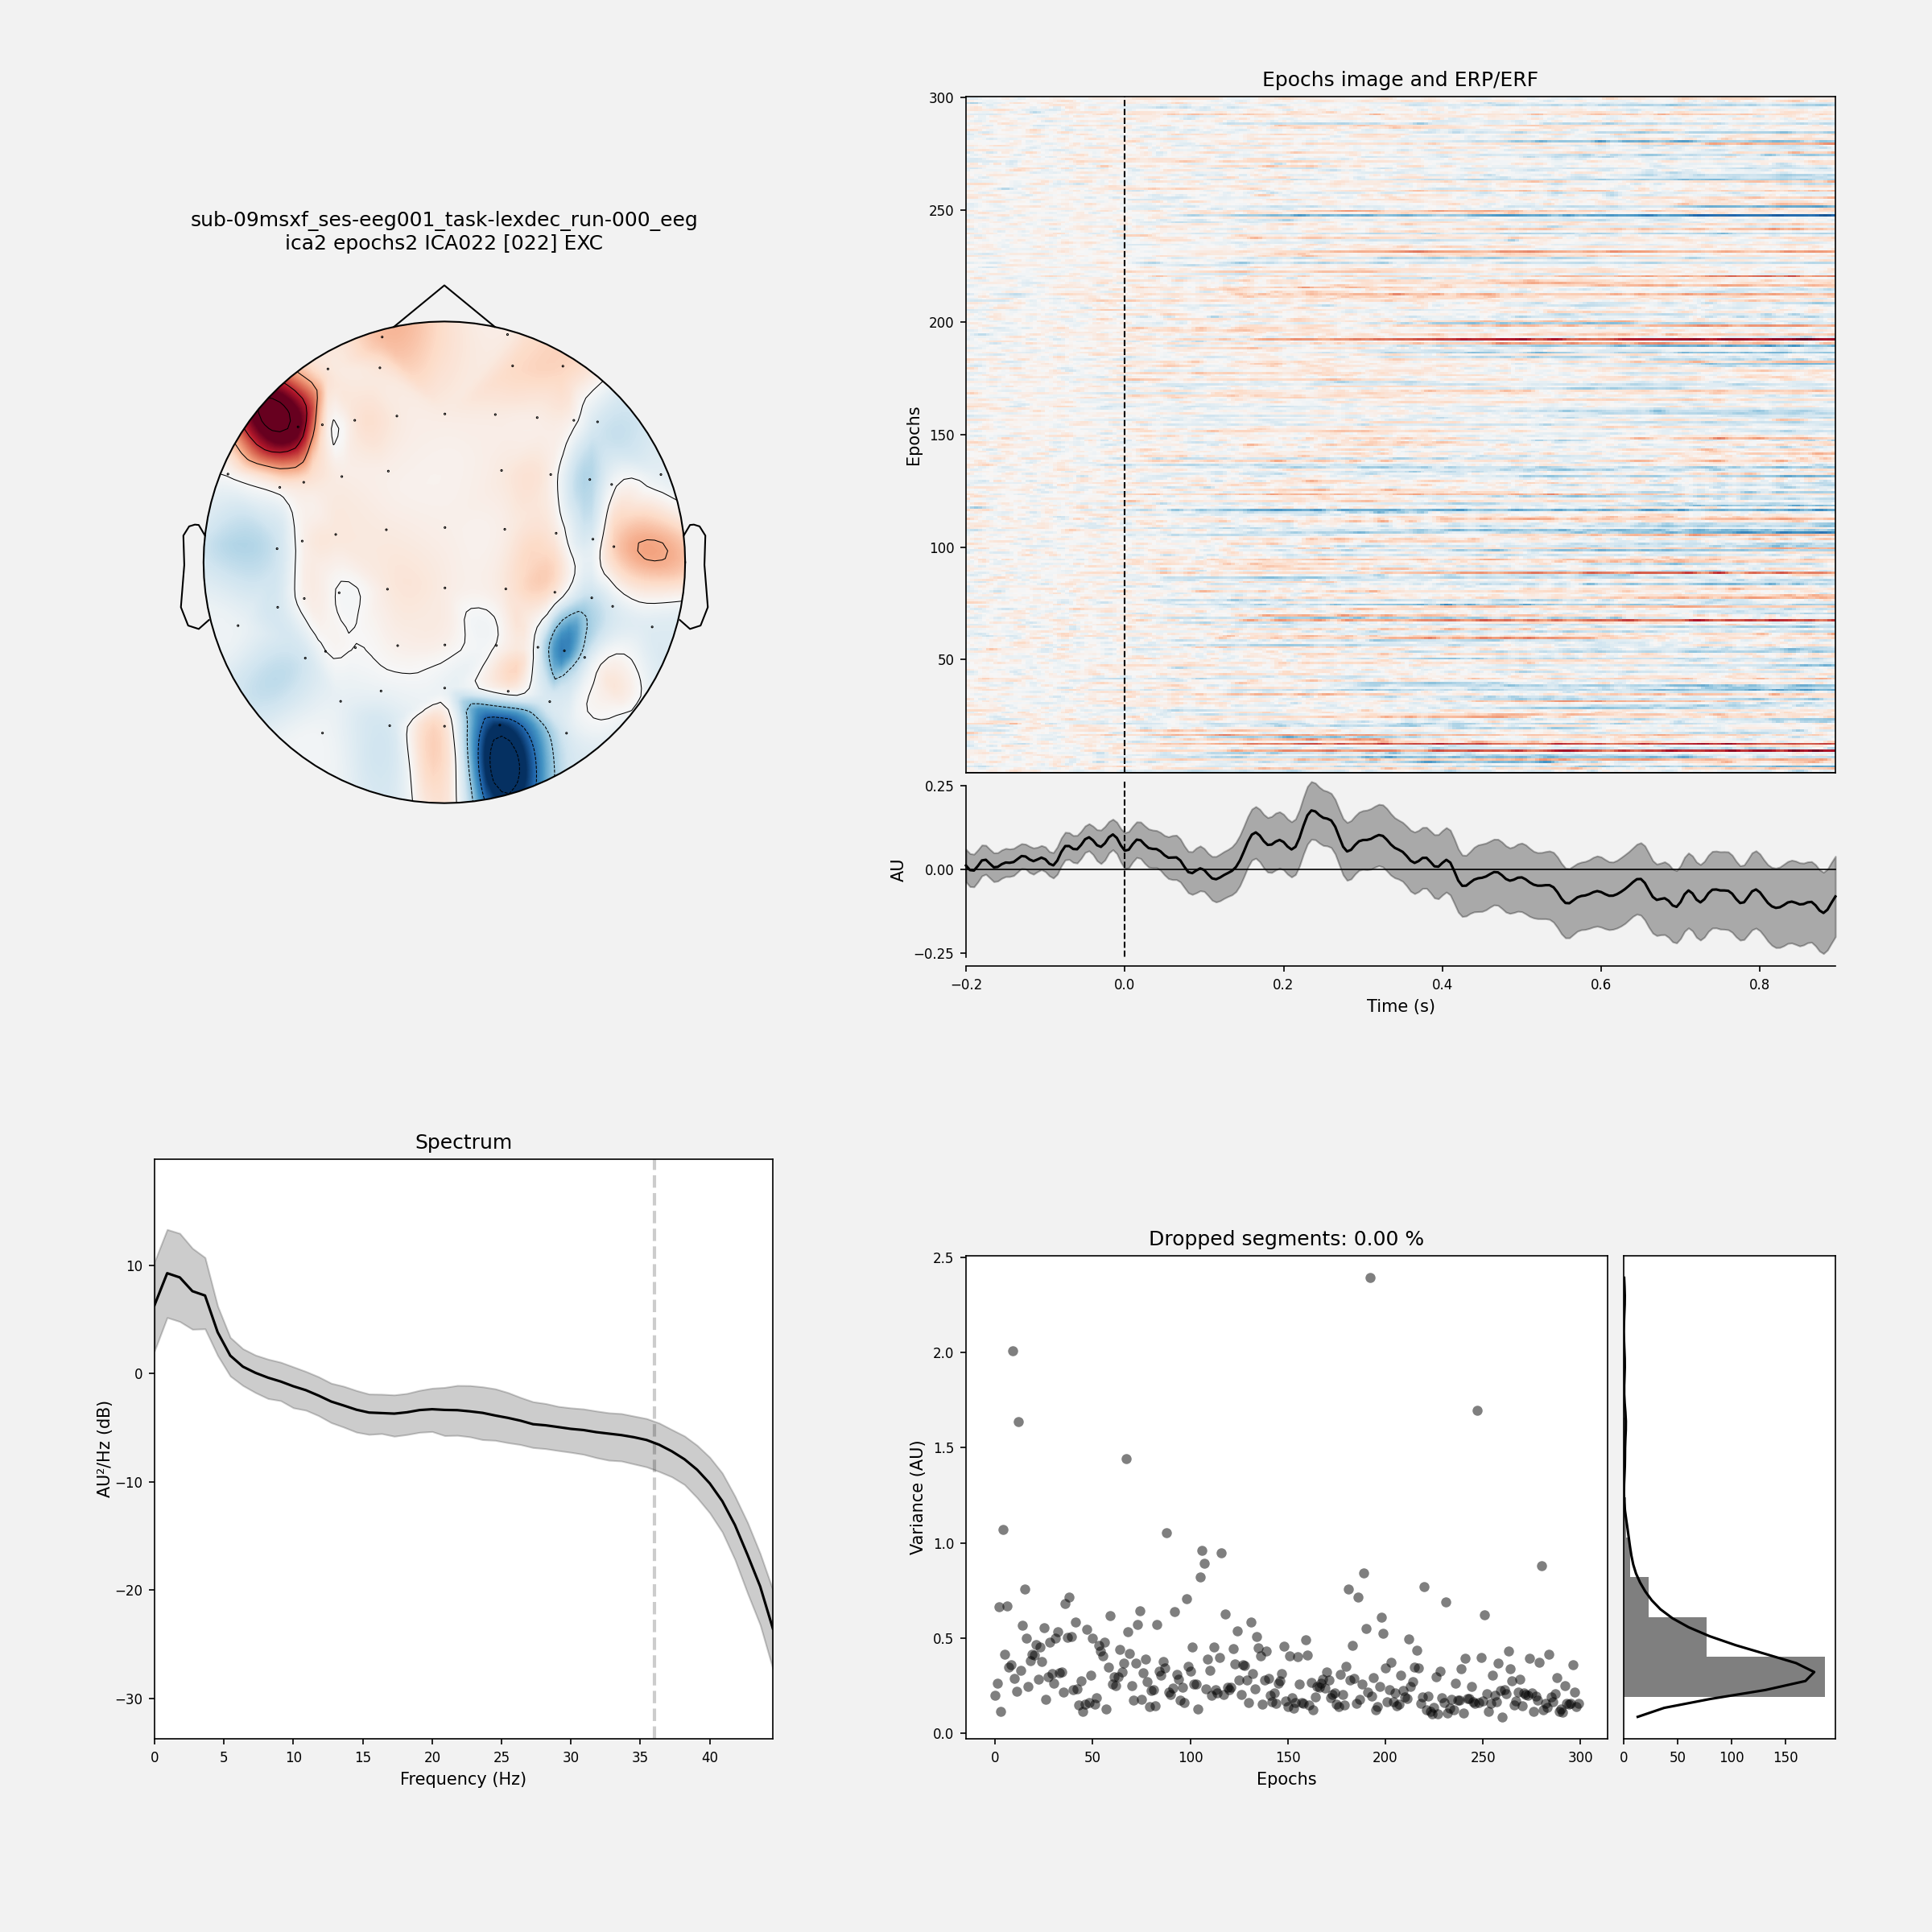 sub-09msxf_ses-eeg001_task-lexdec_run-000_eeg
ica2 epochs2 ICA022 [022] EXC
Epochs image and ERP/ERF
Epochs
300
250
200
150
100
50
AU
0.25
0.00
−0.25
−0.2 0.0 0.2 0.4 0.6 0.8
Time (s)
Spectrum
AU²/Hz (dB)
10
0
−10
−20
−30
0 5 10 15 20 25 30 35 40
Frequency (Hz)
Dropped segments: 0.00 %
Variance (AU)
2.5
2.0
1.5
1.0
0.5
0.0
0 50 100 150 200 250 300
Epochs
0 50 100 150